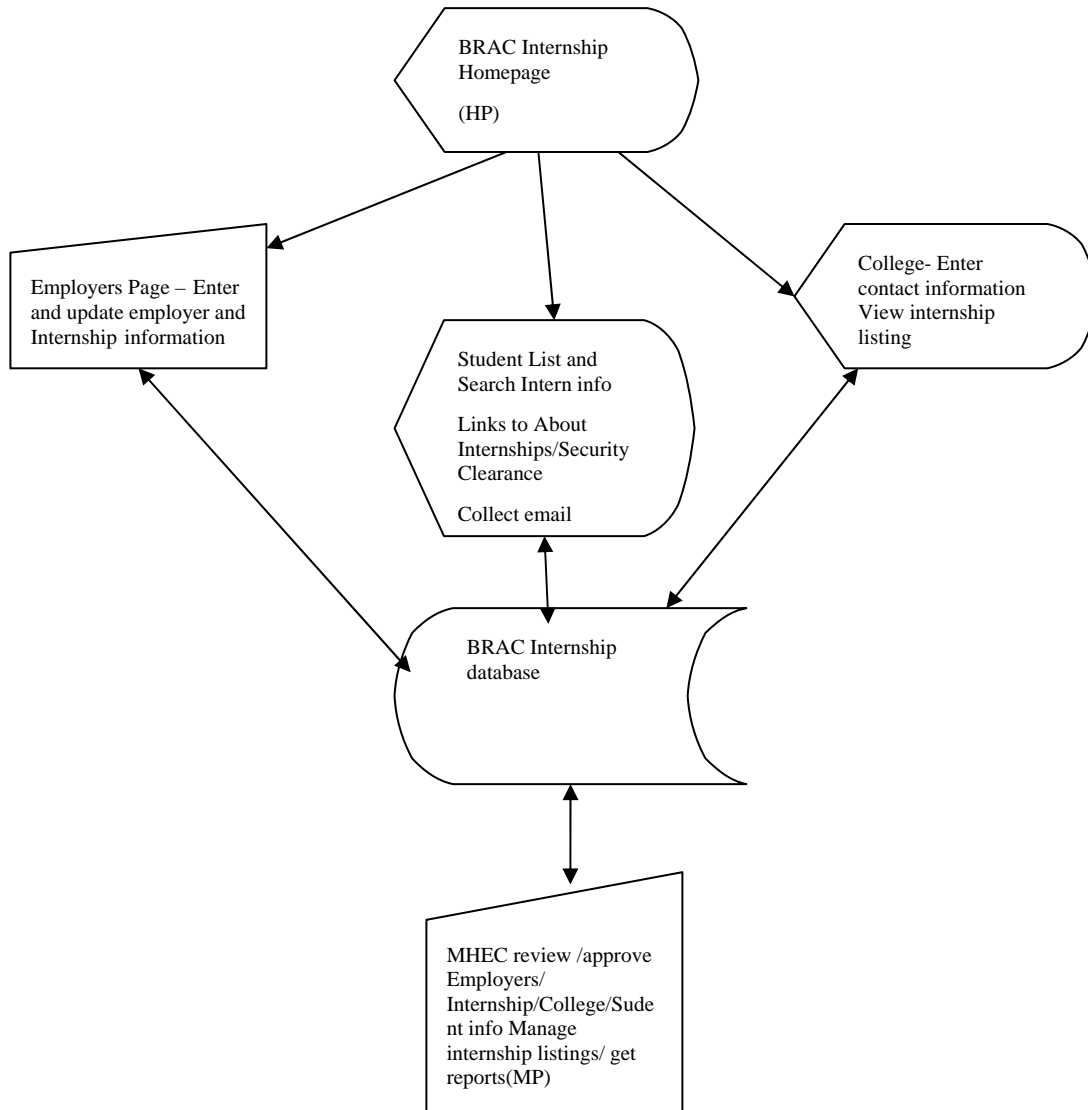 BRAC Internship
Homepage
(HP)
Employers Page – Enter
and update employer and
Internship information
College- Enter
contact information
View internship
listing
Student List and
Search Intern info
Links to About
Internships/Security
Clearance
Collect email
BRAC Internship
database
MHEC review /approve
Employers/
Internship/College/Sude
nt info Manage
internship listings/ get
reports(MP)